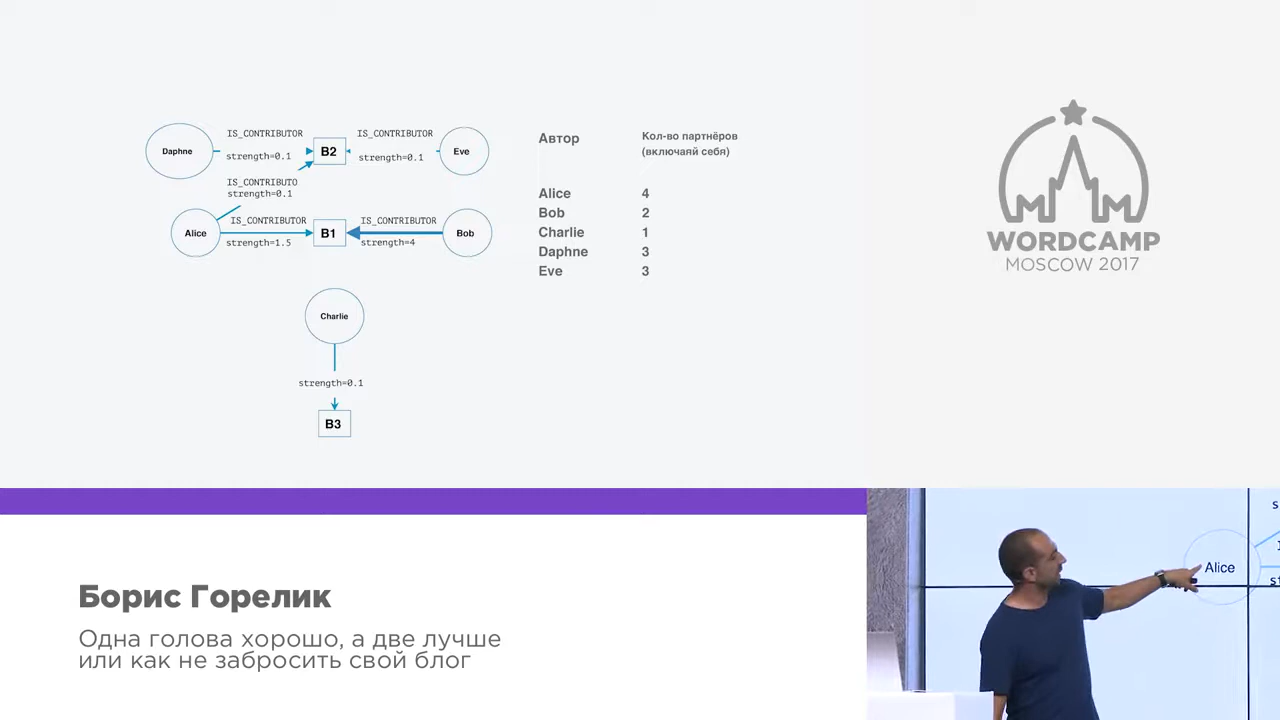 Daphne
IS_CONTRIBUTOR
strength=0.1
B2
IS_CONTRIBUTOR
strength=0.1
Eve
IS_CONTRIBUTO
strength=0.1
Alice
IS_CONTRIBUTOR
strength=1.5
B1
IS_CONTRIBUTOR
strength=4
Bob
Charlie
strength=0.1
B3
Автор
Кол-во партнёров
(включаяй себя)
Alice 4
Bob 2
Charlie 1
Daphne 3
Eve 3
WORDCAMP
MOSCOW 2017
Борис Горелик
Одна голова хорошо, а две лучше
или как не забросить свой блог
Alice